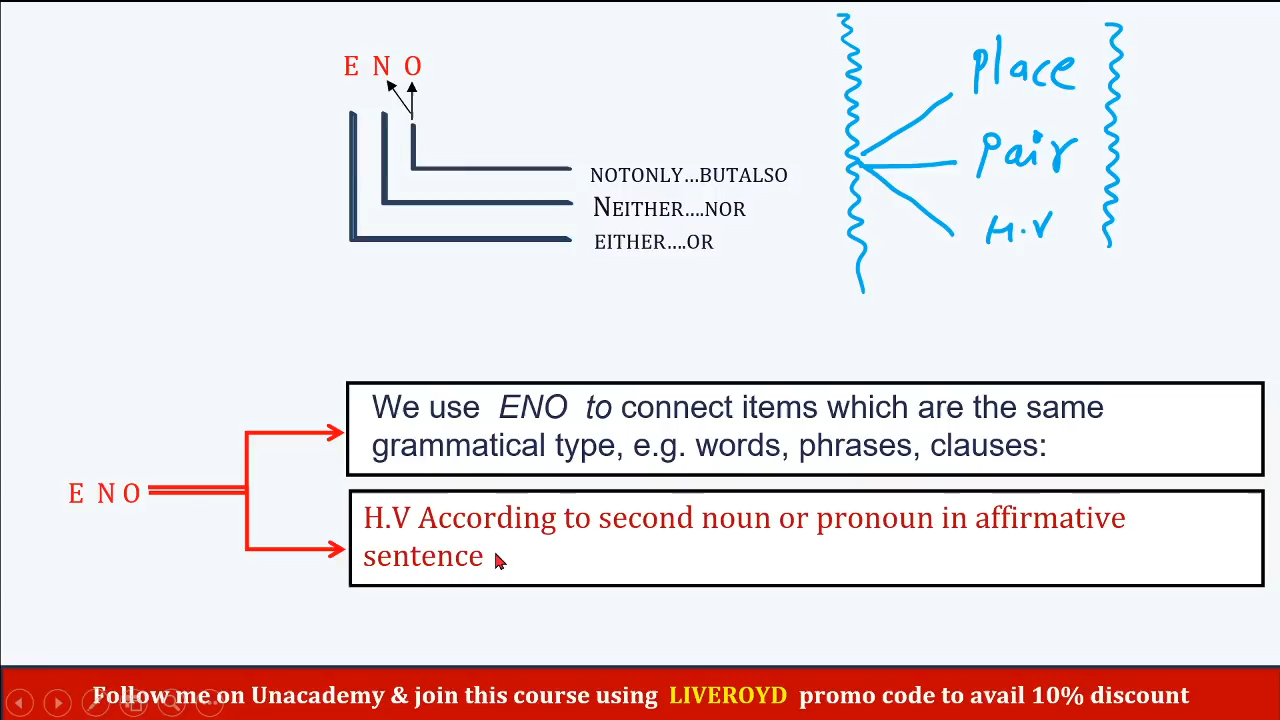 E N O
NOTONLY...BUTALSO
NEITHER....NOR
EITHER....OR
place
pair
H.V
We use ENO to connect items which are the same
grammatical type, e.g. words, phrases, clauses:
E N O
H.V According to second noun or pronoun in affirmative
sentence
Follow me on Unacademy & join this course using LIVEROYD promo code to avail 10% discount